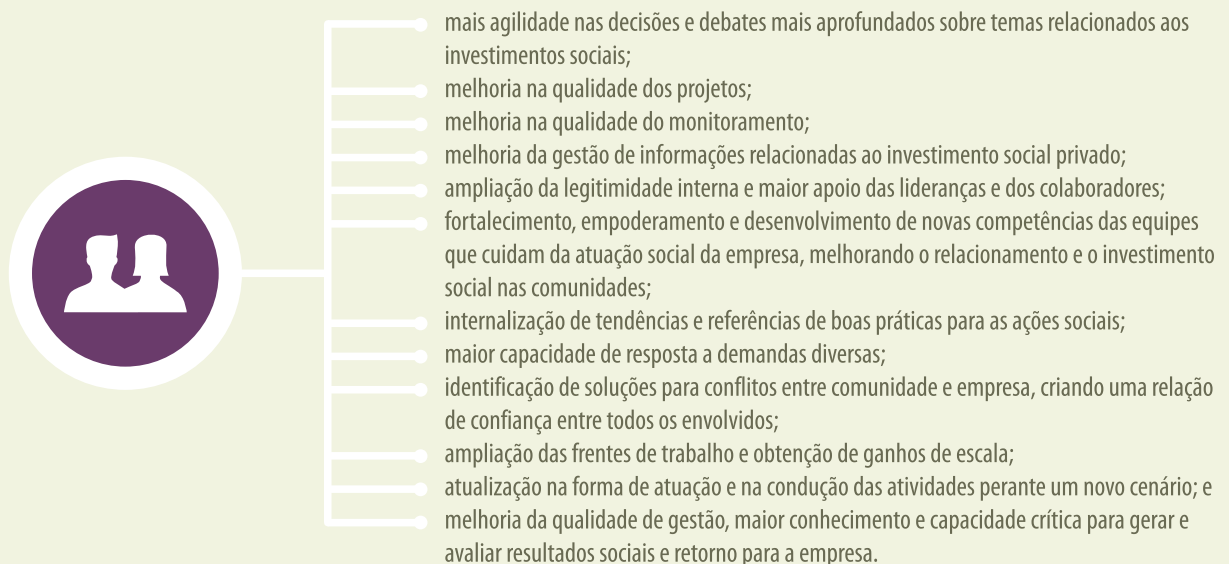 mais agilidade nas decisões e debates mais aprofundados sobre temas relacionados aos
investimentos sociais;
melhoria na qualidade dos projetos;
melhoria na qualidade do monitoramento;
melhoria da gestão de informações relacionadas ao investimento social privado;
ampliação da legitimidade interna e maior apoio das lideranças e dos colaboradores;
fortalecimento, empoderamento e desenvolvimento de novas competências das equipes
que cuidam da atuação social da empresa, melhorando o relacionamento e o investimento
social nas comunidades;
internalização de tendências e referências de boas práticas para as ações sociais;
maior capacidade de resposta a demandas diversas;
identificação de soluções para conflitos entre comunidade e empresa, criando uma relação
de confiança entre todos os envolvidos;
ampliação das frentes de trabalho e obtenção de ganhos de escala;
atualização na forma de atuação e na condução das atividades perante um novo cenário; e
melhoria da qualidade de gestão, maior conhecimento e capacidade crítica para gerar e
avaliar resultados sociais e retorno para a empresa.